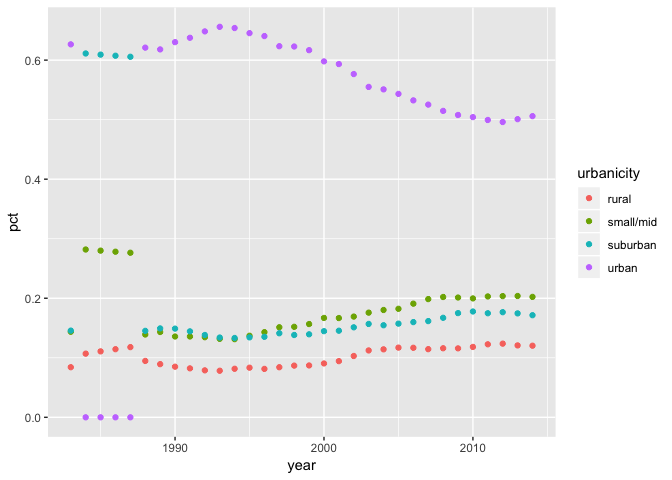 0.6
0.4
0.2
0.0
pct
1990
2000
2010
year
urbanicity
rural
small/mid
suburban
urban